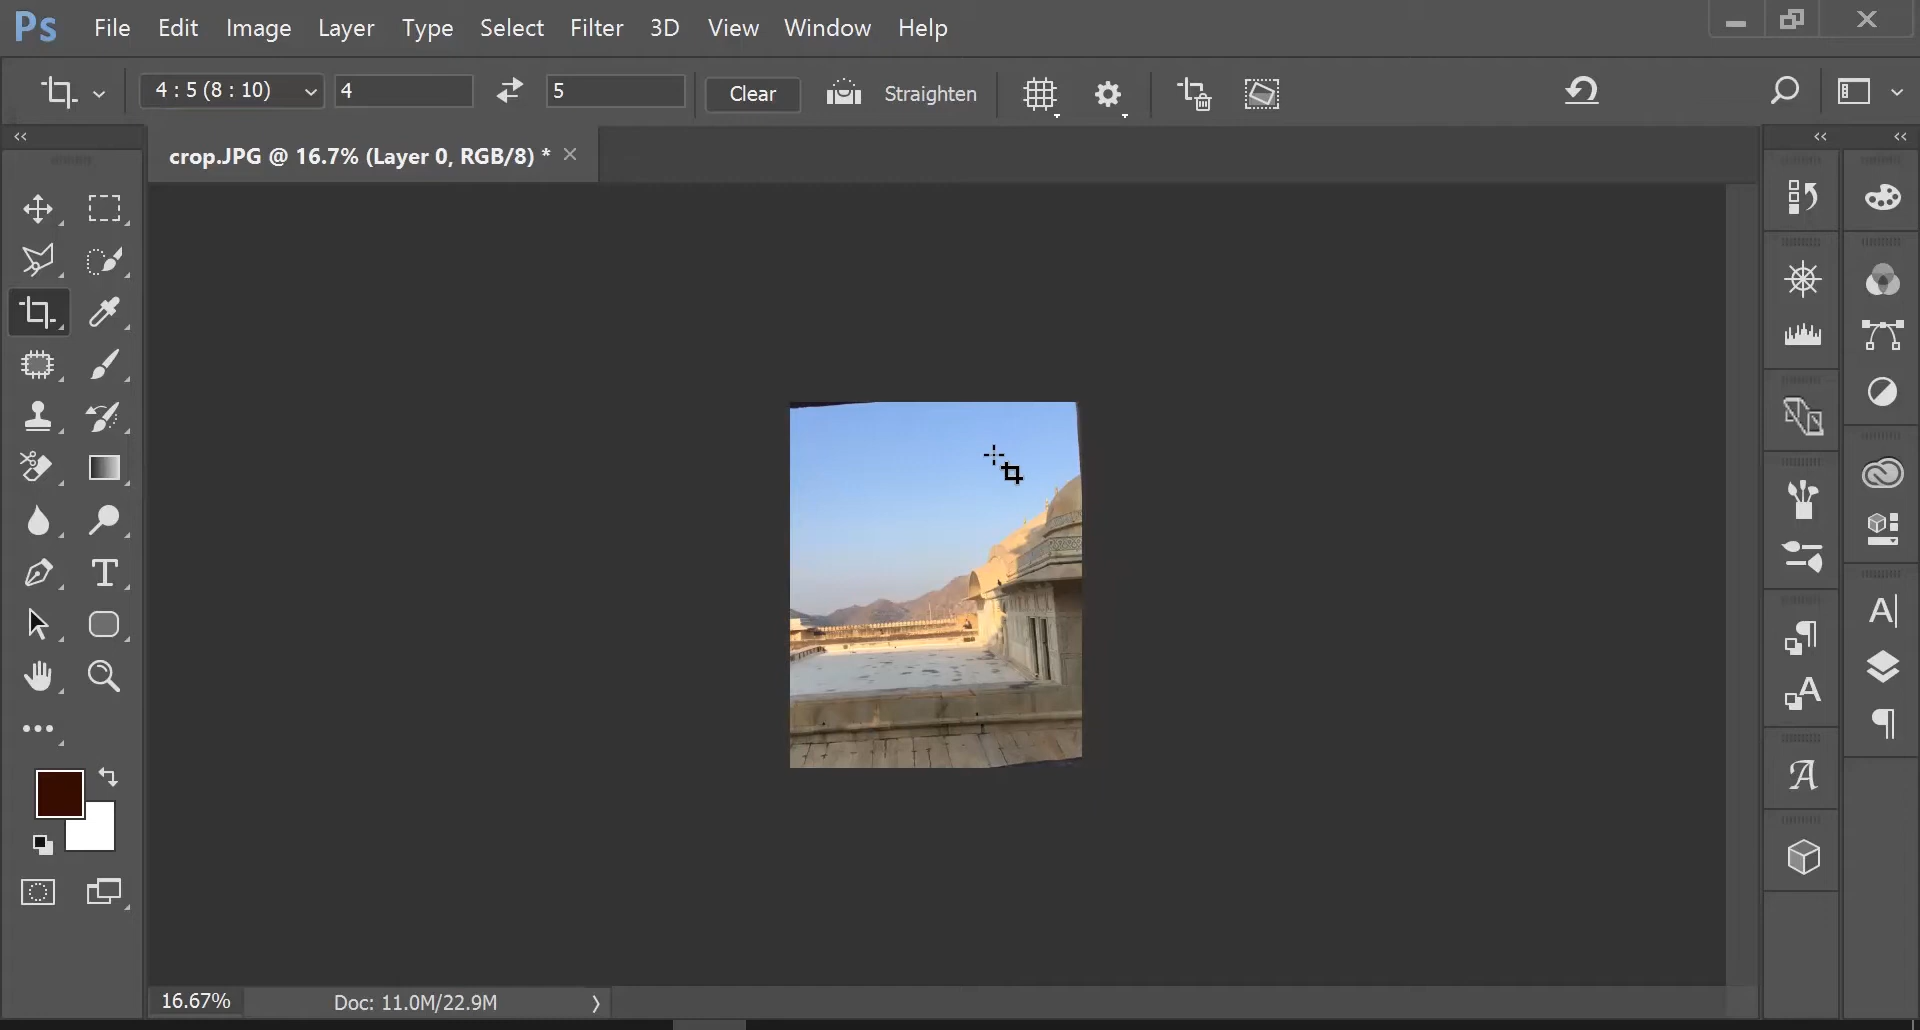 Ps File Edit Image Layer Type Select Filter 3D View Window Help
4 : 5 (8 : 10) 4 5 Clear Straighten
crop.JPG @ 16.7% (Layer 0, RGB/8) *
16.67% Doc: 11.0M/22.9M